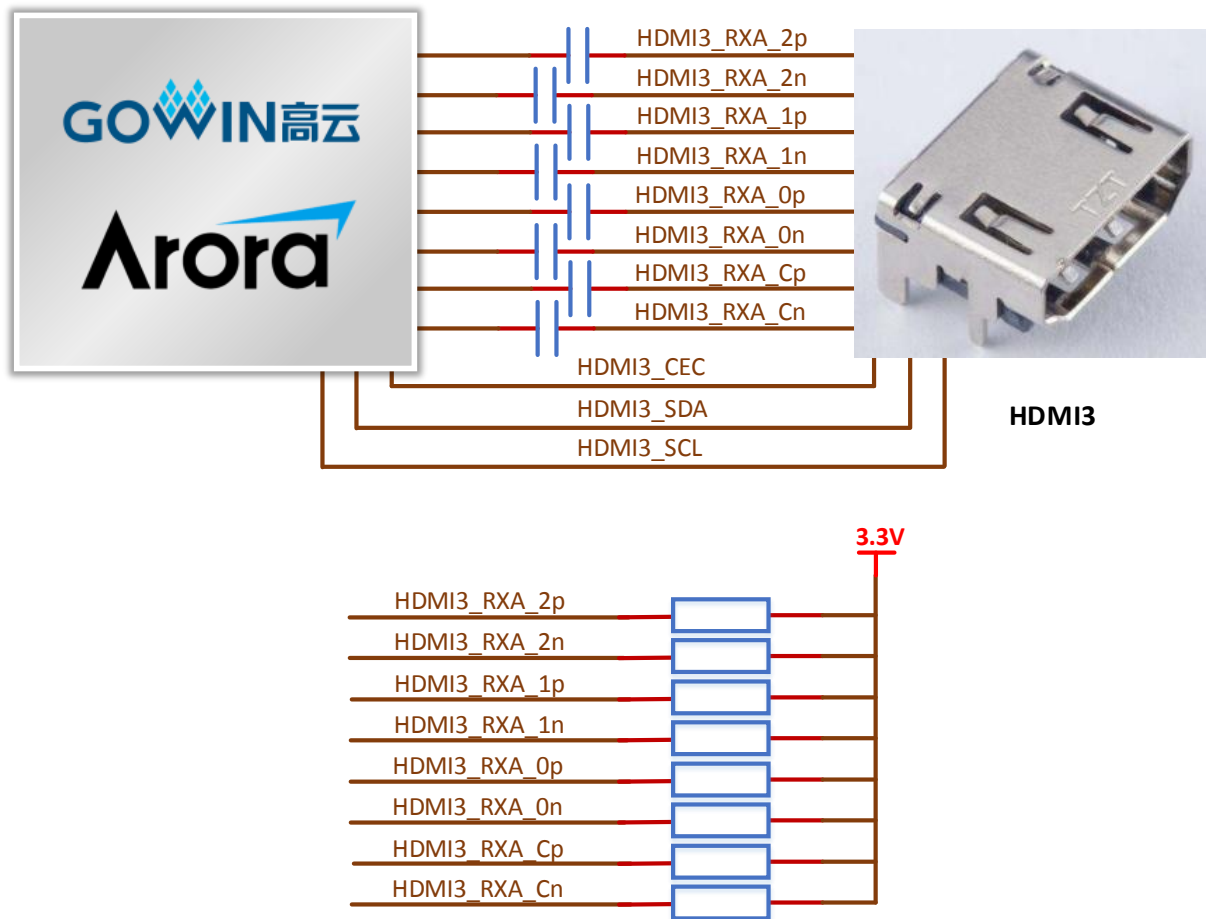 GOWIN高云
Arora
HDMI3_RXA_2p
HDMI3_RXA_2n
HDMI3_RXA_1p
HDMI3_RXA_1n
HDMI3_RXA_0p
HDMI3_RXA_0n
HDMI3_RXA_Cp
HDMI3_RXA_Cn
TZT
HDMI3_CEC
HDMI3_SDA
HDMI3_SCL
HDMI3
3.3V
HDMI3_RXA_2p
HDMI3_RXA_2n
HDMI3_RXA_1p
HDMI3_RXA_1n
HDMI3_RXA_0p
HDMI3_RXA_0n
HDMI3_RXA_Cp
HDMI3_RXA_Cn